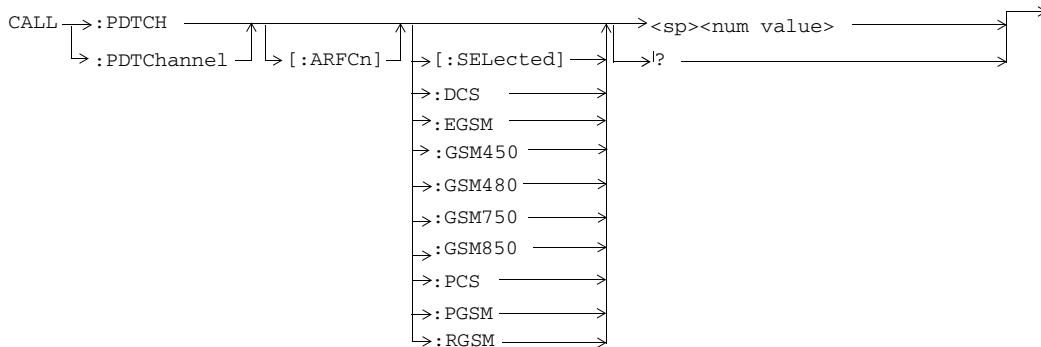 CALL :PDTCH <sp><num value>
:PDTChannel [:ARFCn] [:SELected] ?
:DCS
:EGSM
:GSM450
:GSM480
:GSM750
:GSM850
:PCS
:PGSM
:RGSM